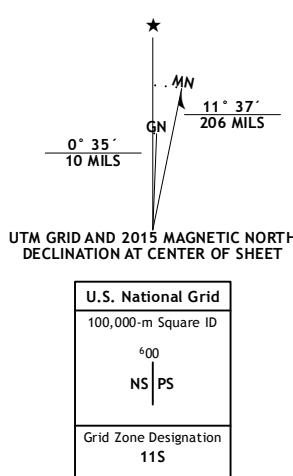 ★
MN
GN
11° 37´
206 MILS
0° 35´
10 MILS
UTM GRID AND 2015 MAGNETIC NORTH
DECLINATION AT CENTER OF SHEET
U.S. National Grid
100,000-m Square ID
⁶00
NS PS
Grid Zone Designation
11S